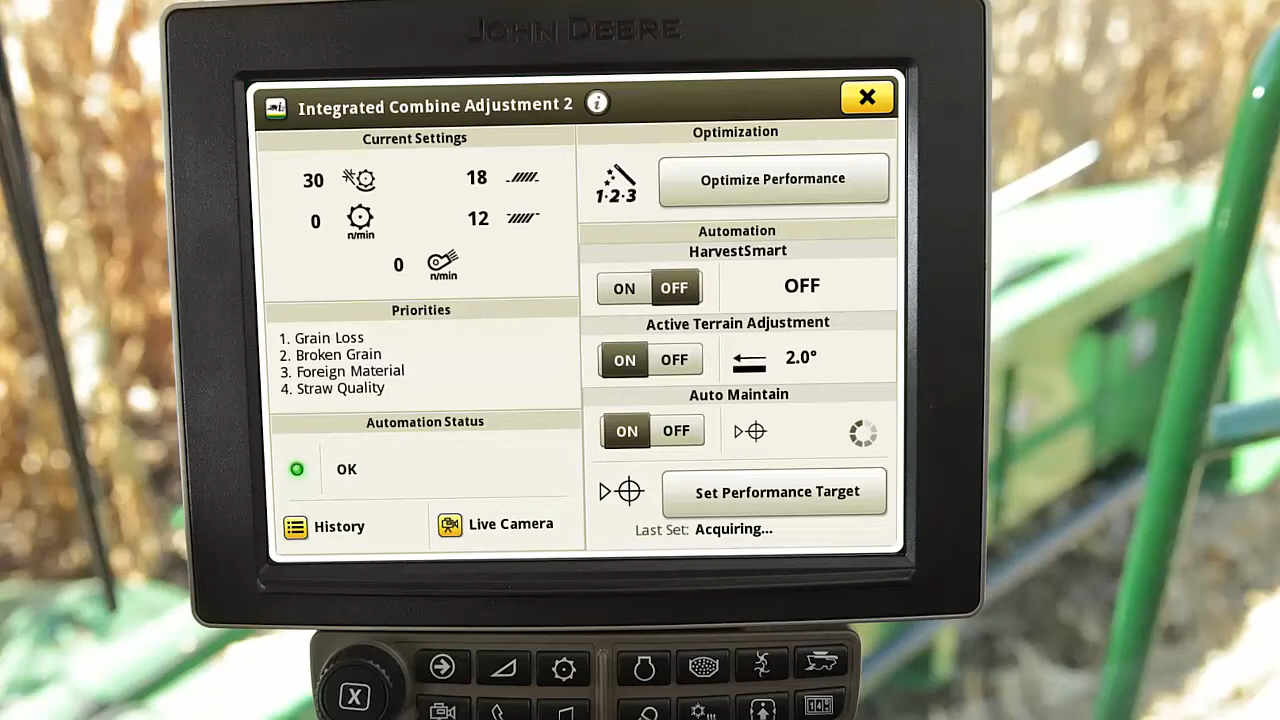 JOHN DEERE
Integrated Combine Adjustment 2
Current Settings
30
18
0
n/min
12
0
n/min
Priorities
1. Grain Loss
2. Broken Grain
3. Foreign Material
4. Straw Quality
Automation Status
OK
History
Live Camera
Optimization
1·2·3
Optimize Performance
Automation
HarvestSmart
ON OFF
OFF
Active Terrain Adjustment
ON OFF
2.0°
Auto Maintain
ON OFF
Set Performance Target
Last Set: Acquiring...
X